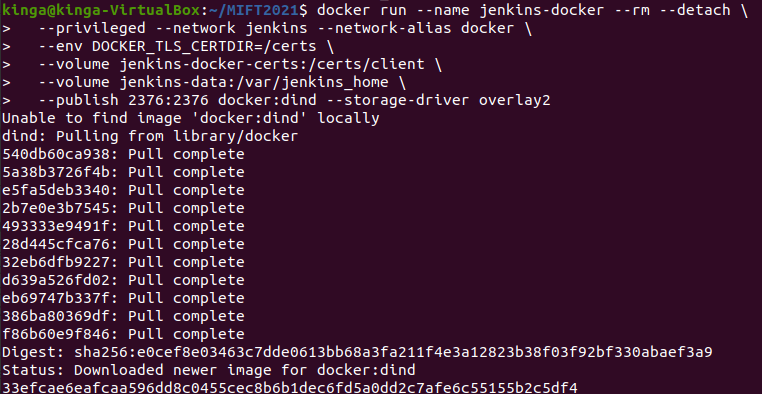 kinga@kinga-VirtualBox:~/MIFT2021$ docker run --name jenkins-docker --rm --detach \
>   --privileged --network jenkins --network-alias docker \
>   --env DOCKER_TLS_CERTDIR=/certs \
>   --volume jenkins-docker-certs:/certs/client \
>   --volume jenkins-data:/var/jenkins_home \
>   --publish 2376:2376 docker:dind --storage-driver overlay2
Unable to find image 'docker:dind' locally
dind: Pulling from library/docker
540db60ca938: Pull complete
5a38b3726f4b: Pull complete
e5fa5deb3340: Pull complete
2b7e0e3b7545: Pull complete
493333e9491f: Pull complete
28d445cfca76: Pull complete
32eb6dfb9227: Pull complete
d639a526fd02: Pull complete
eb69747b337f: Pull complete
386ba80369df: Pull complete
f86b60e9f846: Pull complete
Digest: sha256:e0cef8e03463c7dde0613bb68a3fa211f4e3a12823b38f03f92bf330abaef3a9
Status: Downloaded newer image for docker:dind
33efcae6eafcaa596dd8c0455cec8b6b1dec6fd5a0dd2c7afe6c55155b2c5df4